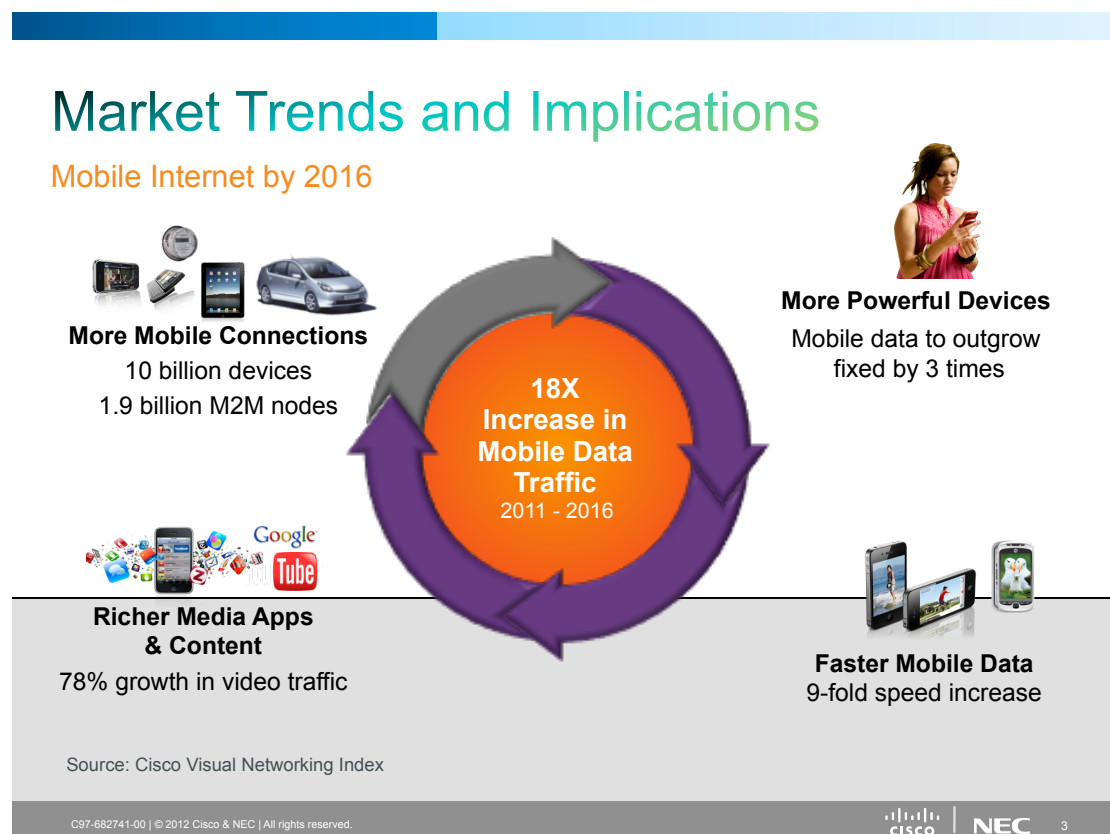 Market Trends and Implications
Mobile Internet by 2016
More Mobile Connections
10 billion devices
1.9 billion M2M nodes
More Powerful Devices
Mobile data to outgrow
fixed by 3 times
18X
Increase in
Mobile Data
Traffic
2011 - 2016
Google
YouTube
Richer Media Apps
& Content
78% growth in video traffic
Faster Mobile Data
9-fold speed increase
Source: Cisco Visual Networking Index
C97-682741-00 | © 2012 Cisco & NEC | All rights reserved.
CISCO
NEC
3